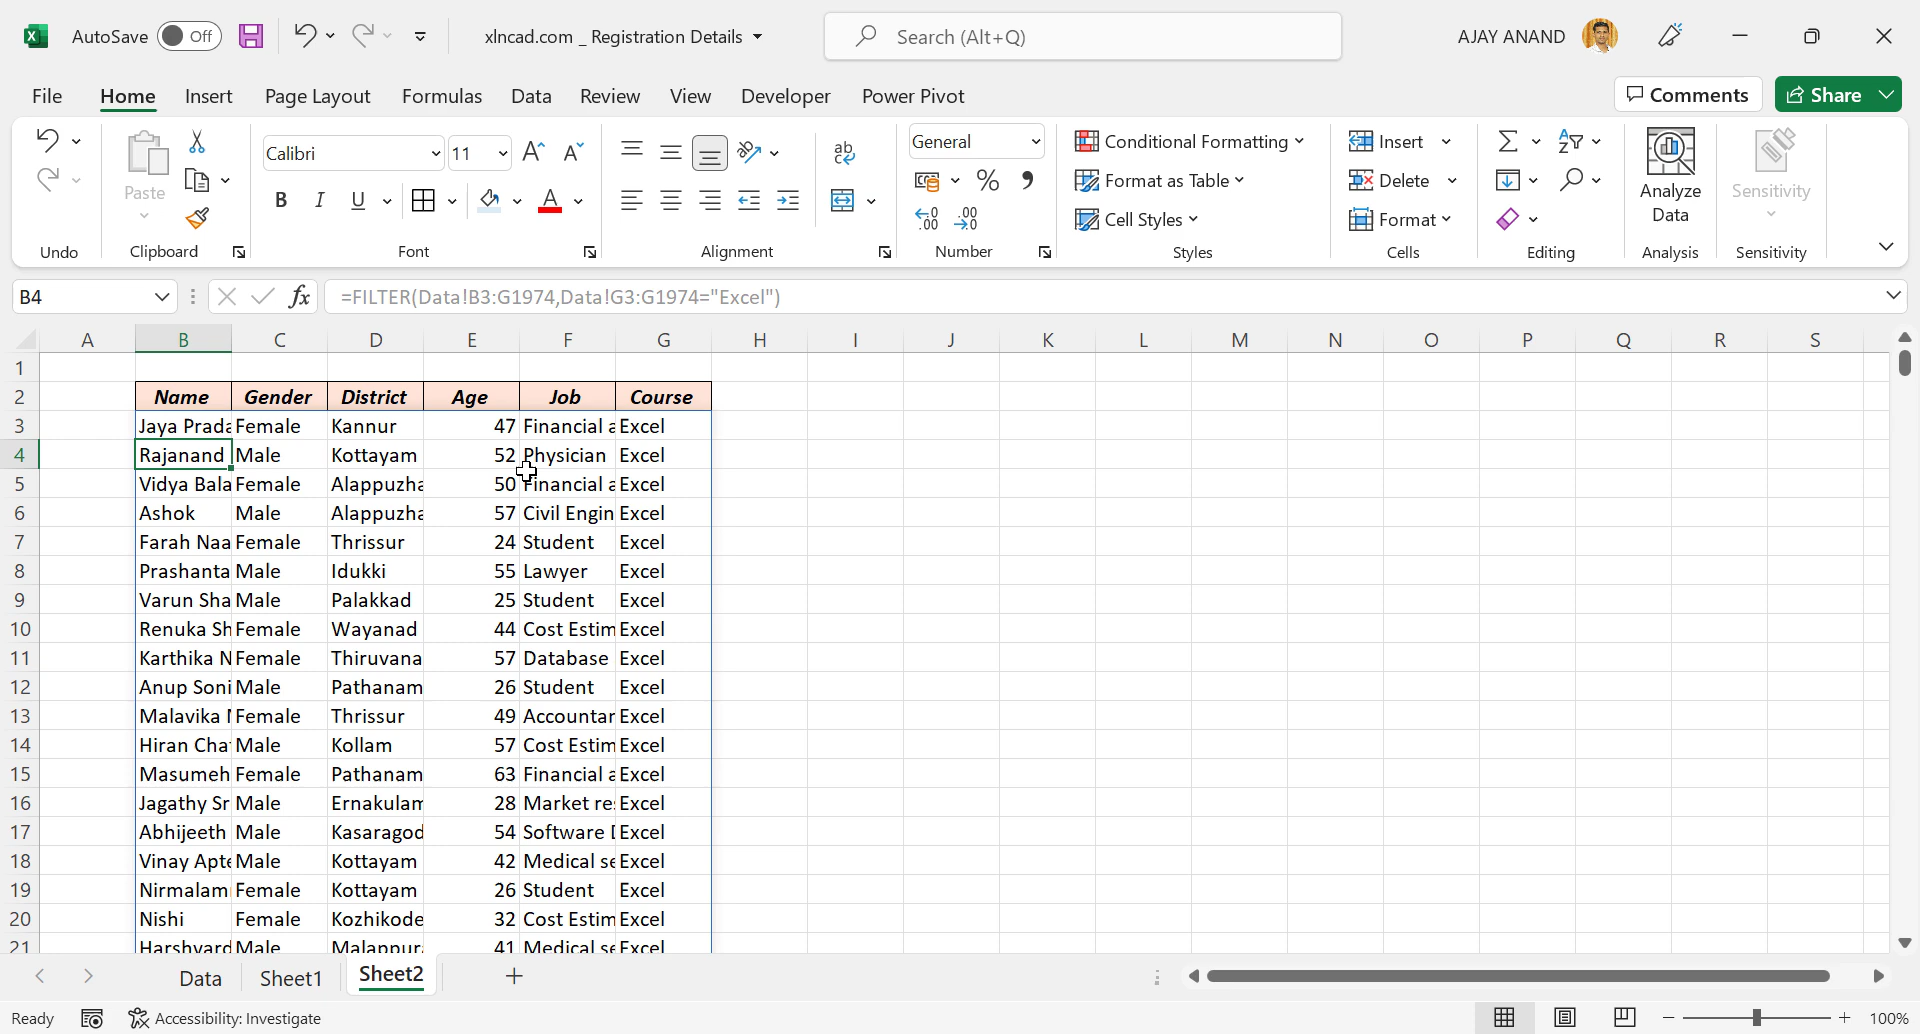 AutoSave Off xlncad.com _ Registration Details Search (Alt+Q) AJAY ANAND
File Home Insert Page Layout Formulas Data Review View Developer Power Pivot Comments Share
Undo
Paste
Clipboard
Calibri 11
B I U A
Font
ab
Alignment
General
% 
Number
Conditional Formatting
Format as Table
Cell Styles
Styles
Insert
Delete
Format
Cells
Editing
Analyze Data
Analysis
Sensitivity
Sensitivity
B4 fx =FILTER(Data!B3:G1974,Data!G3:G1974="Excel")
A B C D E F G H I J K L M N O P Q R S
1
2 Name Gender District Age Job Course
3 Jaya Prada Female Kannur 47 Financial a Excel
4 Rajanand Male Kottayam 52 Physician Excel
5 Vidya Bala Female Alappuzha 50 Financial a Excel
6 Ashok Male Alappuzha 57 Civil Engin Excel
7 Farah Naa Female Thrissur 24 Student Excel
8 Prashanta Male Idukki 55 Lawyer Excel
9 Varun Sha Male Palakkad 25 Student Excel
10 Renuka Sh Female Wayanad 44 Cost Estim Excel
11 Karthika N Female Thiruvana 57 Database Excel
12 Anup Soni Male Pathanam 26 Student Excel
13 Malavika Female Thrissur 49 Accountan Excel
14 Hiran Chat Male Kollam 57 Cost Estim Excel
15 Masumeh Female Pathanam 63 Financial a Excel
16 Jagathy Sr Male Ernakulam 28 Market re Excel
17 Abhijeeth Male Kasaragod 54 Software Excel
18 Vinay Apte Male Kottayam 42 Medical se Excel
19 Nirmalam Female Kottayam 26 Student Excel
20 Nishi Female Kozhikode 32 Cost Estim Excel
21 Harshvard Male Malappur 41 Medical se Excel
Data Sheet1 Sheet2
Ready Accessibility: Investigate 100%